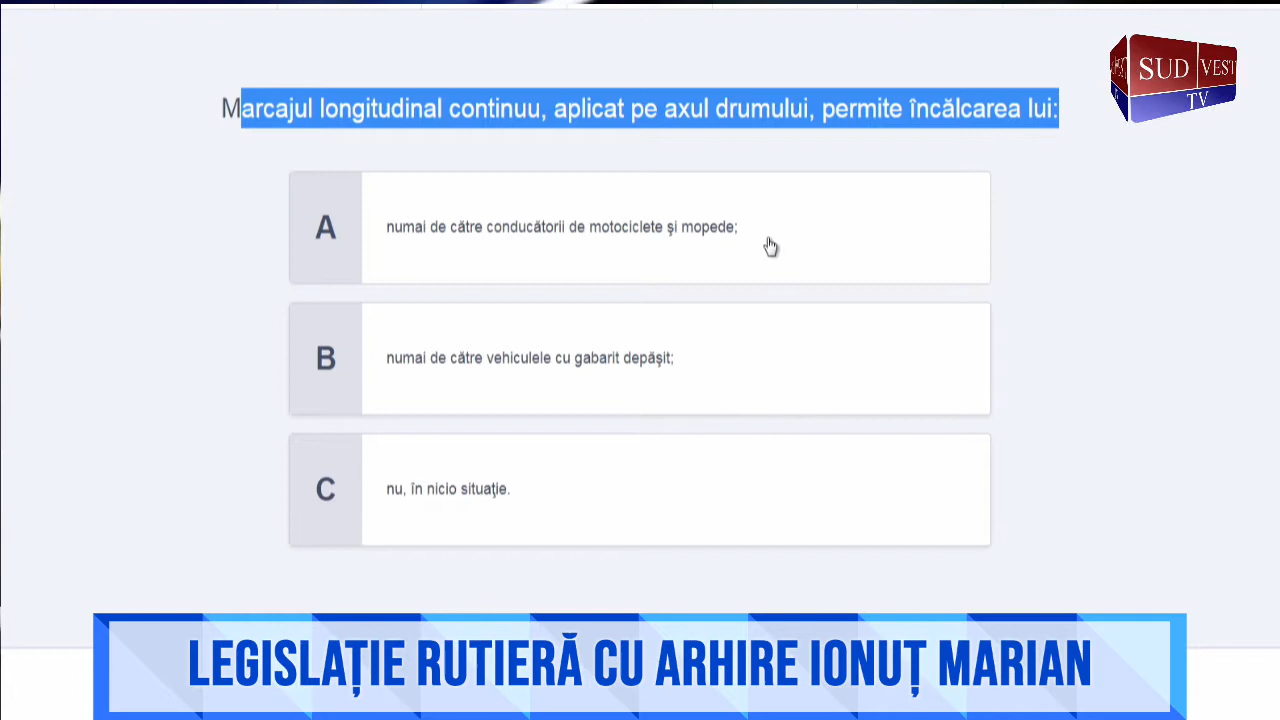 SUD VEST
TV
Marcajul longitudinal continuu, aplicat pe axul drumului, permite încălcarea lui:
A
numai de către conducătorii de motociclete şi mopede;
B
numai de către vehiculele cu gabarit depăşit;
C
nu, în nicio situaţie.
LEGISLAȚIE RUTIERĂ CU ARHIRE IONUȚ MARIAN